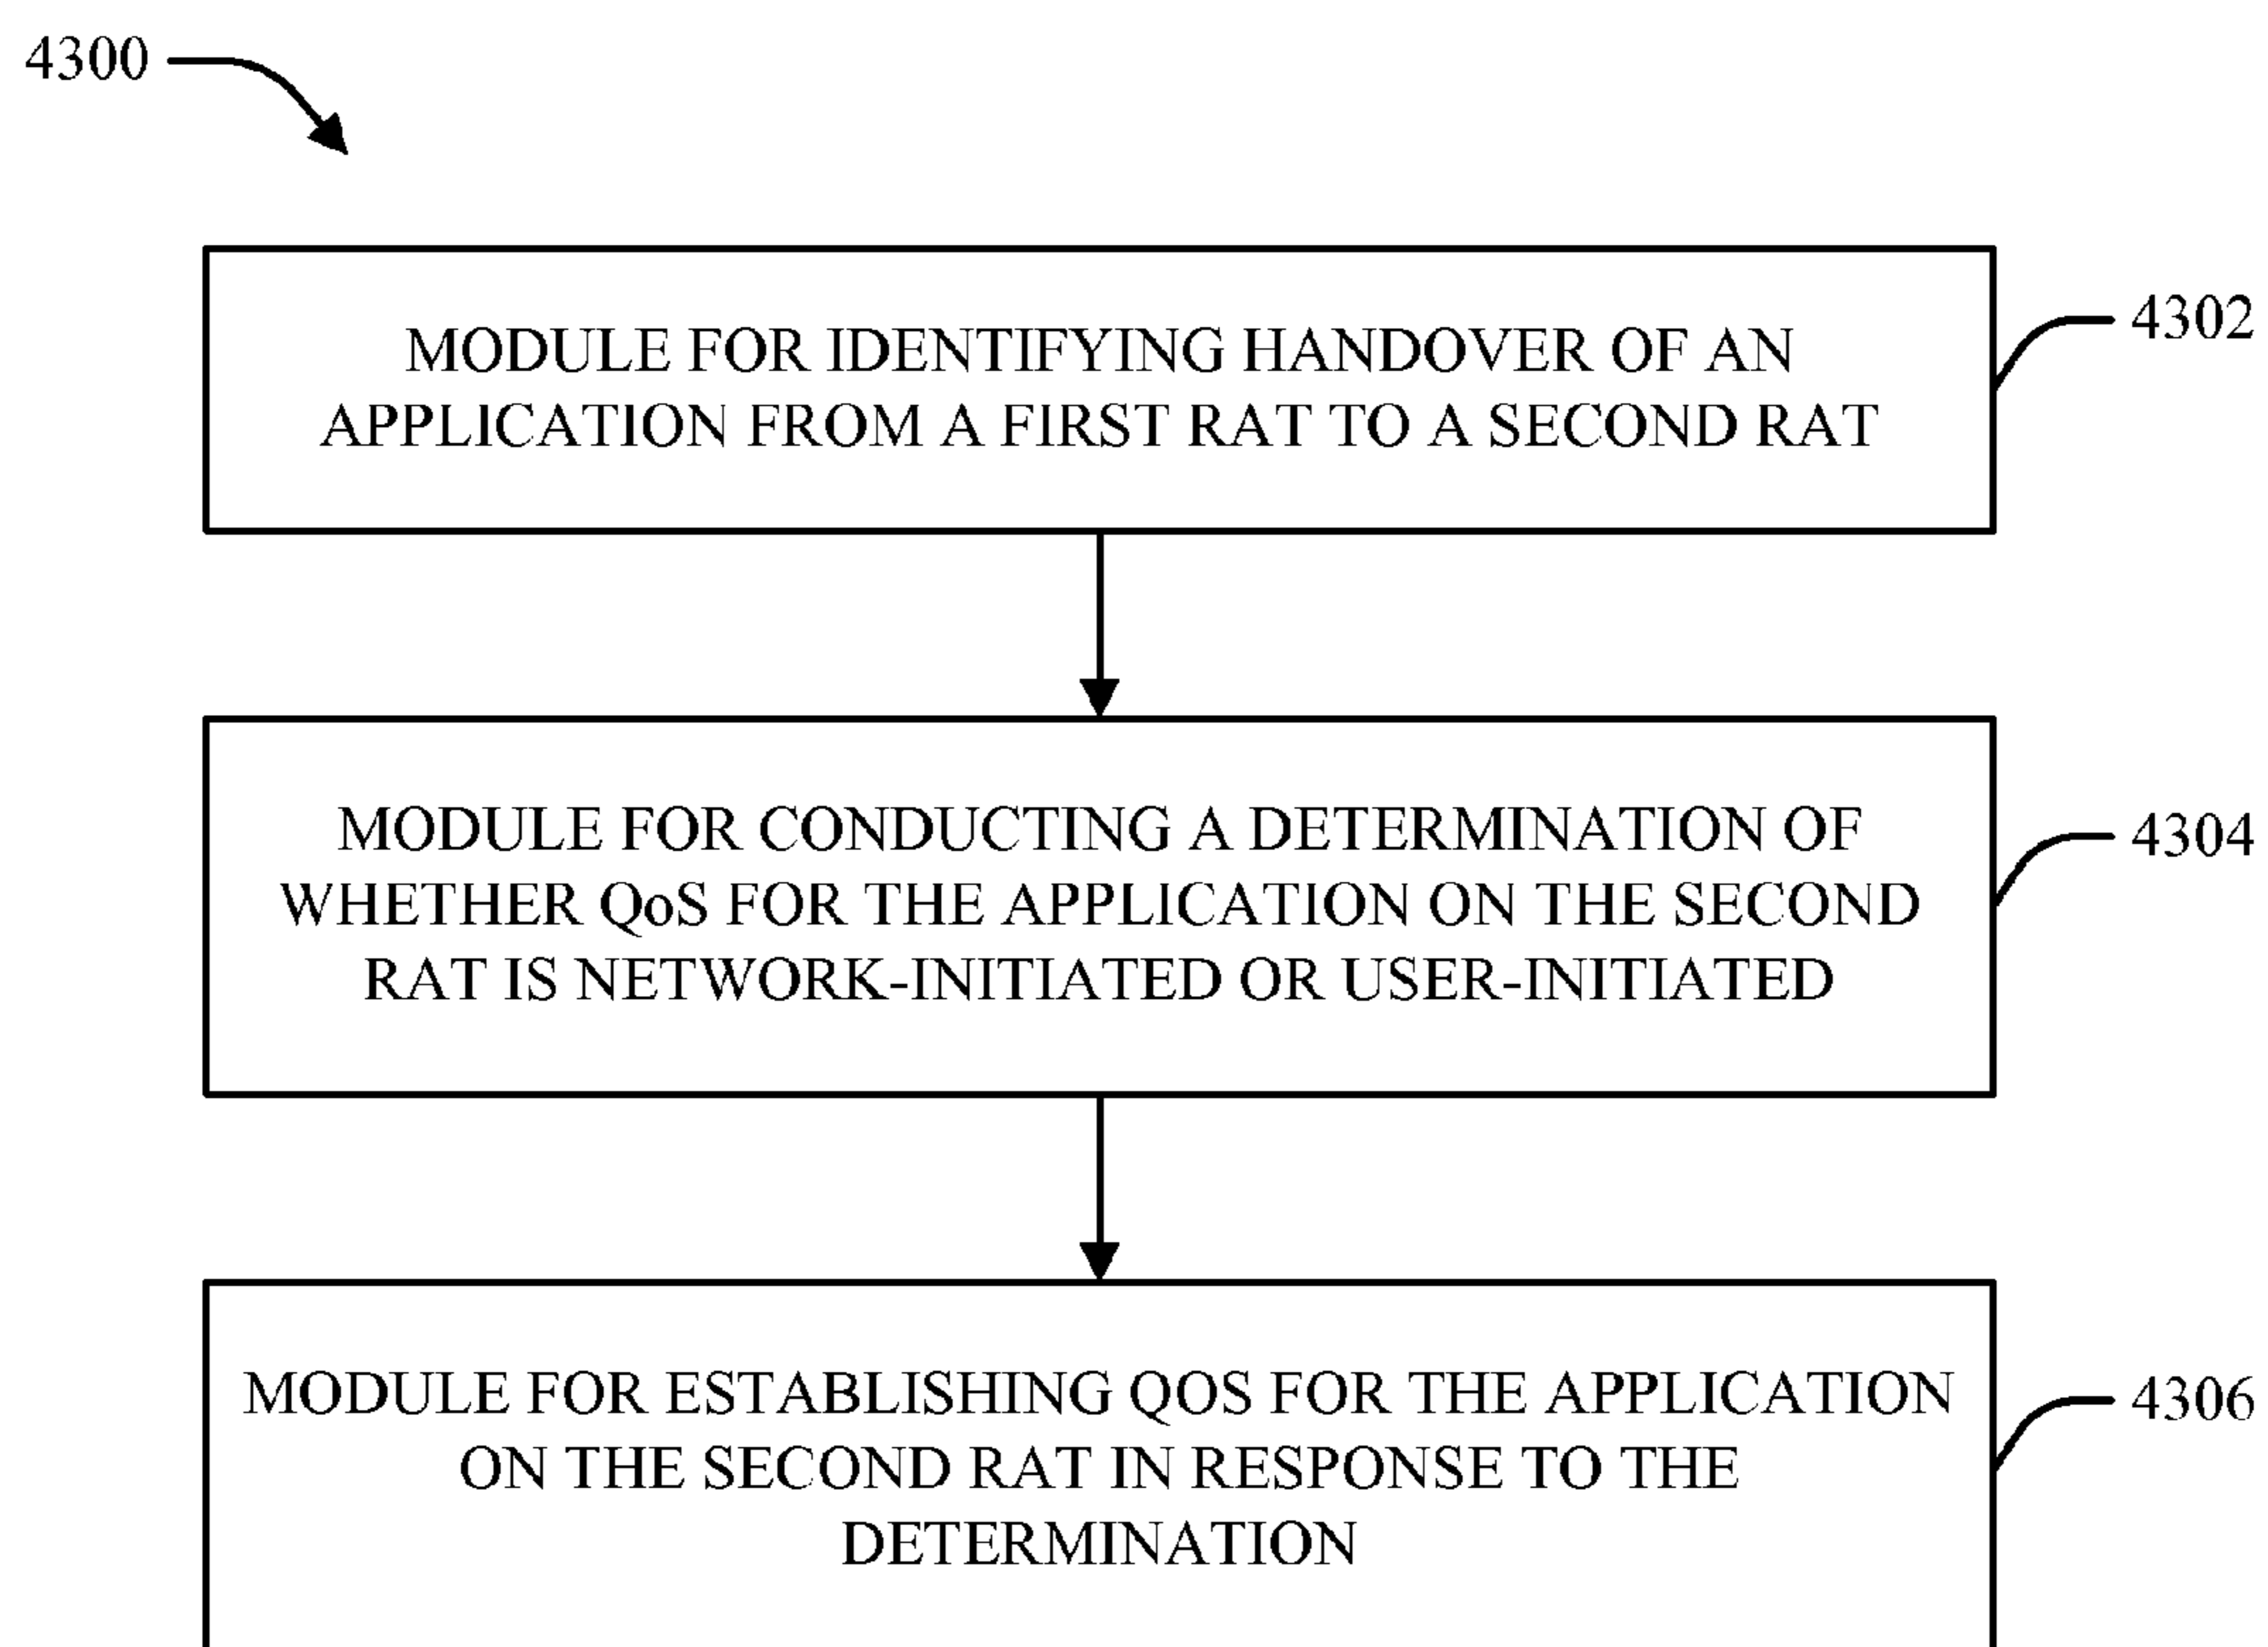 4300
MODULE FOR IDENTIFYING HANDOVER OF AN
APPLICATION FROM A FIRST RAT TO A SECOND RAT
4302
MODULE FOR CONDUCTING A DETERMINATION OF
WHETHER QoS FOR THE APPLICATION ON THE SECOND
RAT IS NETWORK-INITIATED OR USER-INITIATED
4304
MODULE FOR ESTABLISHING QOS FOR THE APPLICATION
ON THE SECOND RAT IN RESPONSE TO THE
DETERMINATION
4306